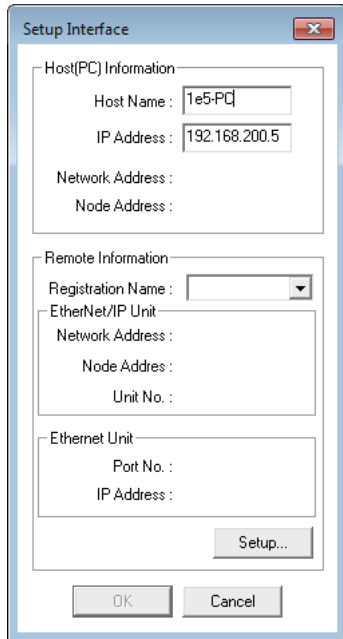 Setup Interface
Host(PC) Information
Host Name : 1e5-PC
IP Address : 192.168.200.5
Network Address :
Node Address :
Remote Information
Registration Name :
EtherNet/IP Unit
Network Address :
Node Addres :
Unit No. :
Ethernet Unit
Port No. :
IP Address :
Setup...
OK Cancel